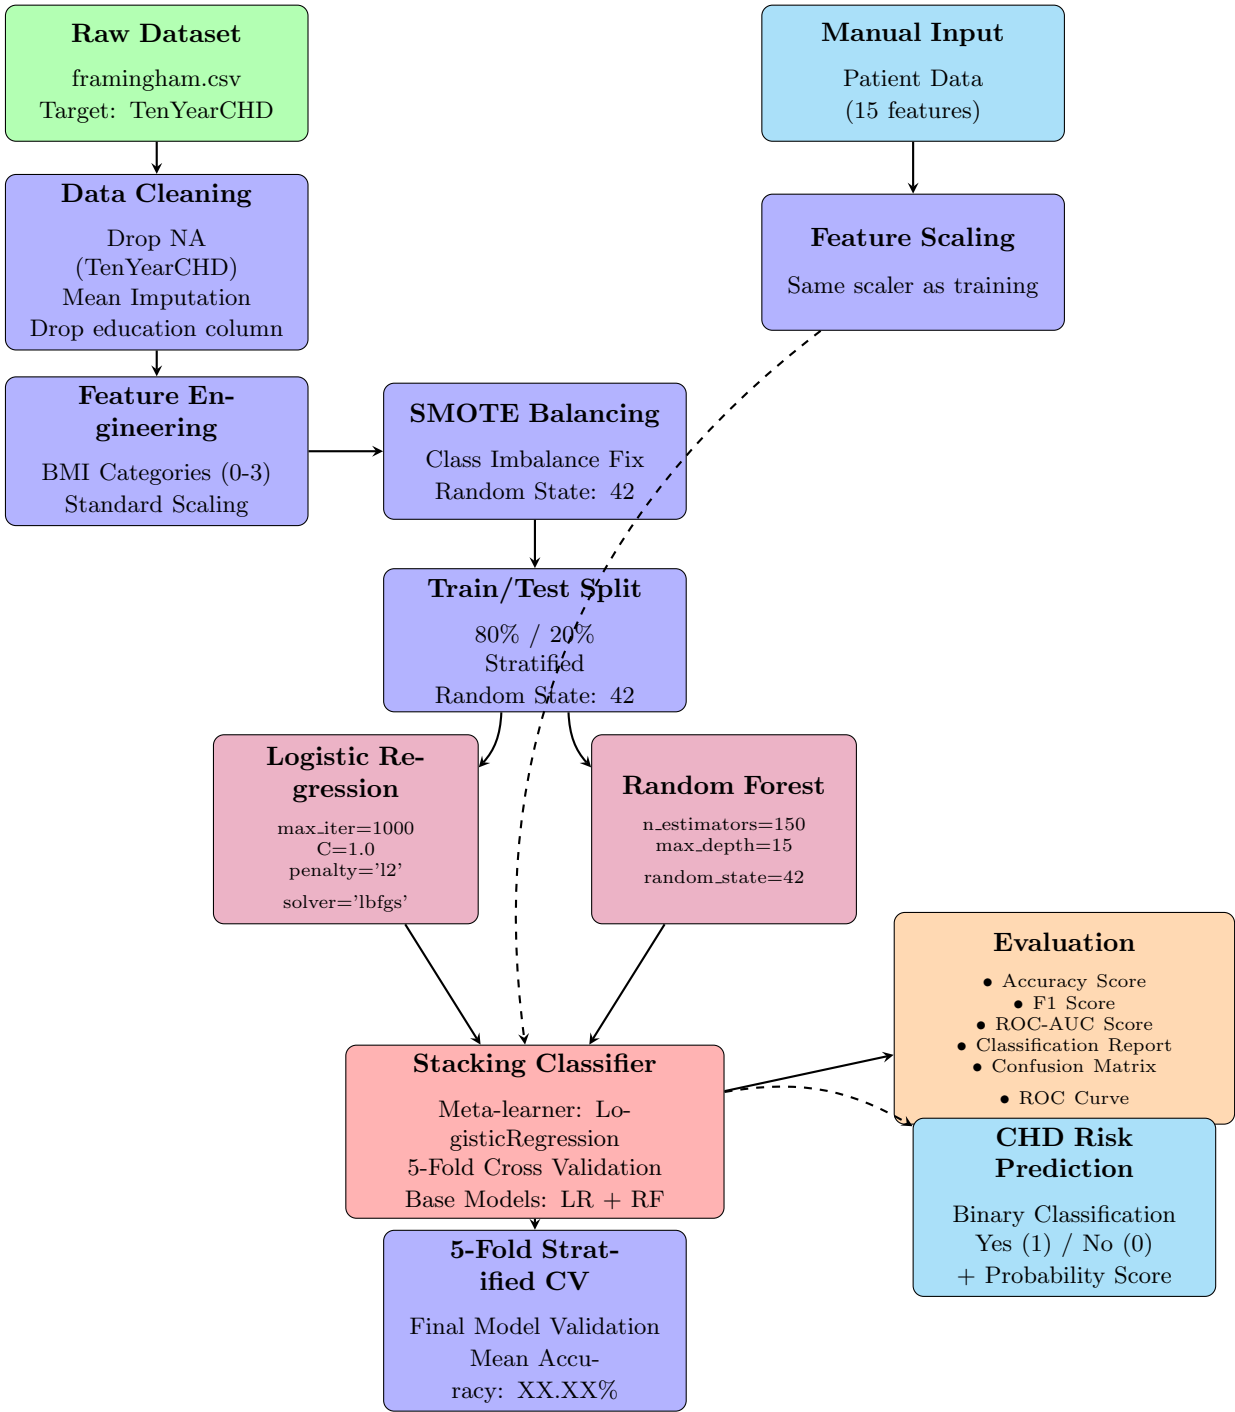 Raw Dataset
framingham.csv
Target: TenYearCHD
Manual Input
Patient Data
(15 features)
Data Cleaning
Drop NA
(TenYearCHD)
Mean Imputation
Drop education column
Feature Scaling
Same scaler as training
Feature En-
gineering
BMI Categories (0-3)
Standard Scaling
SMOTE Balancing
Class Imbalance Fix
Random State: 42
Train/Test Split
80% / 20%
Stratified
Random State: 42
Logistic Re-
gression
max_iter=1000
C=1.0
penalty='l2'
solver='lbfgs'
Random Forest
n_estimators=150
max_depth=15
random_state=42
Evaluation
• Accuracy Score
• F1 Score
• ROC-AUC Score
• Classification Report
• Confusion Matrix
• ROC Curve
Stacking Classifier
Meta-learner: Lo-
gisticRegression
5-Fold Cross Validation
Base Models: LR + RF
CHD Risk
Prediction
Binary Classification
Yes (1) / No (0)
+ Probability Score
5-Fold Strat-
ified CV
Final Model Validation
Mean Accu-
racy: XX.XX%